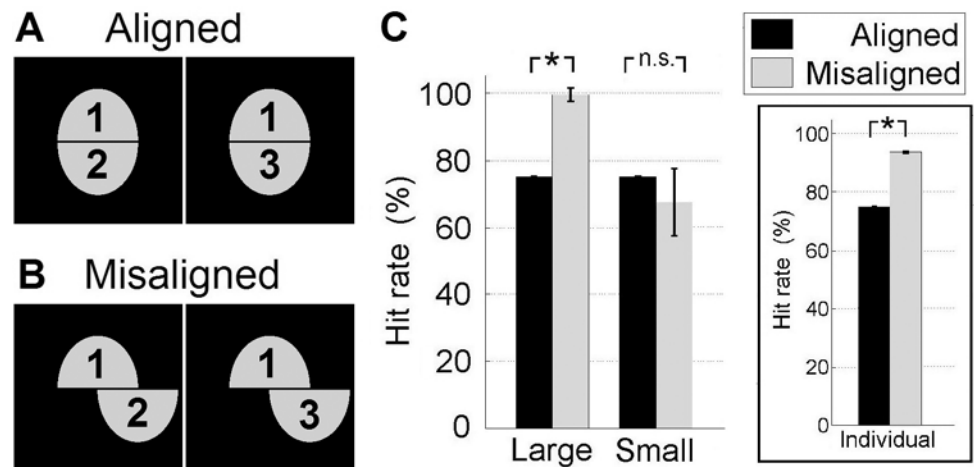 A Aligned
1
2
1
3
B Misaligned
1
2
1
3
C
Hit rate (%)
100
80
60
40
20
0
*
n.s.
Large Small
Aligned
Misaligned
Hit rate (%)
100
80
60
40
20
0
*
Individual